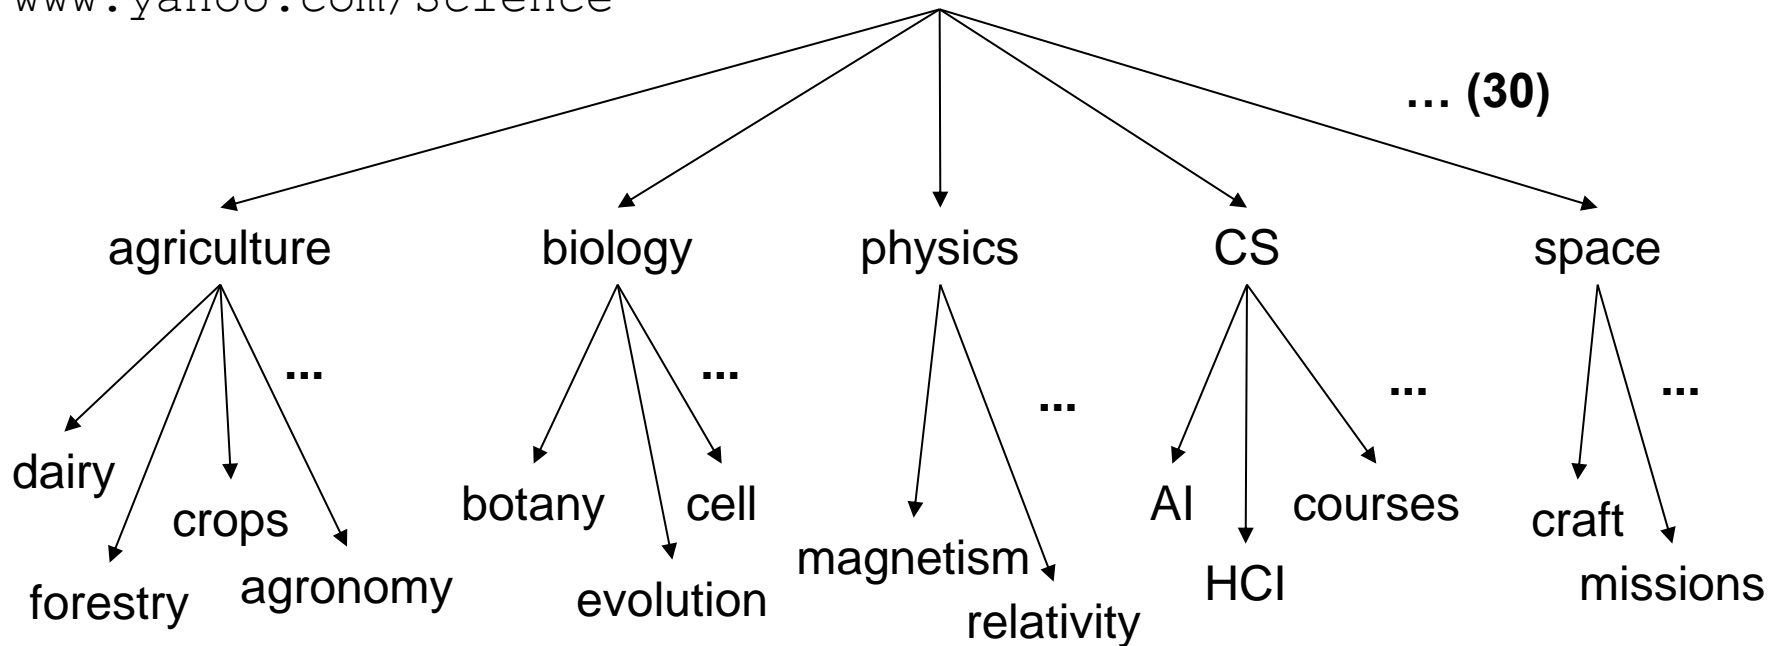 www.yahoo.com/Science
… (30)
agriculture biology physics CS space
... ... ... ... ...
dairy
botany cell AI courses
crops craft
magnetism
forestry agronomy evolution HCI missions
relativity